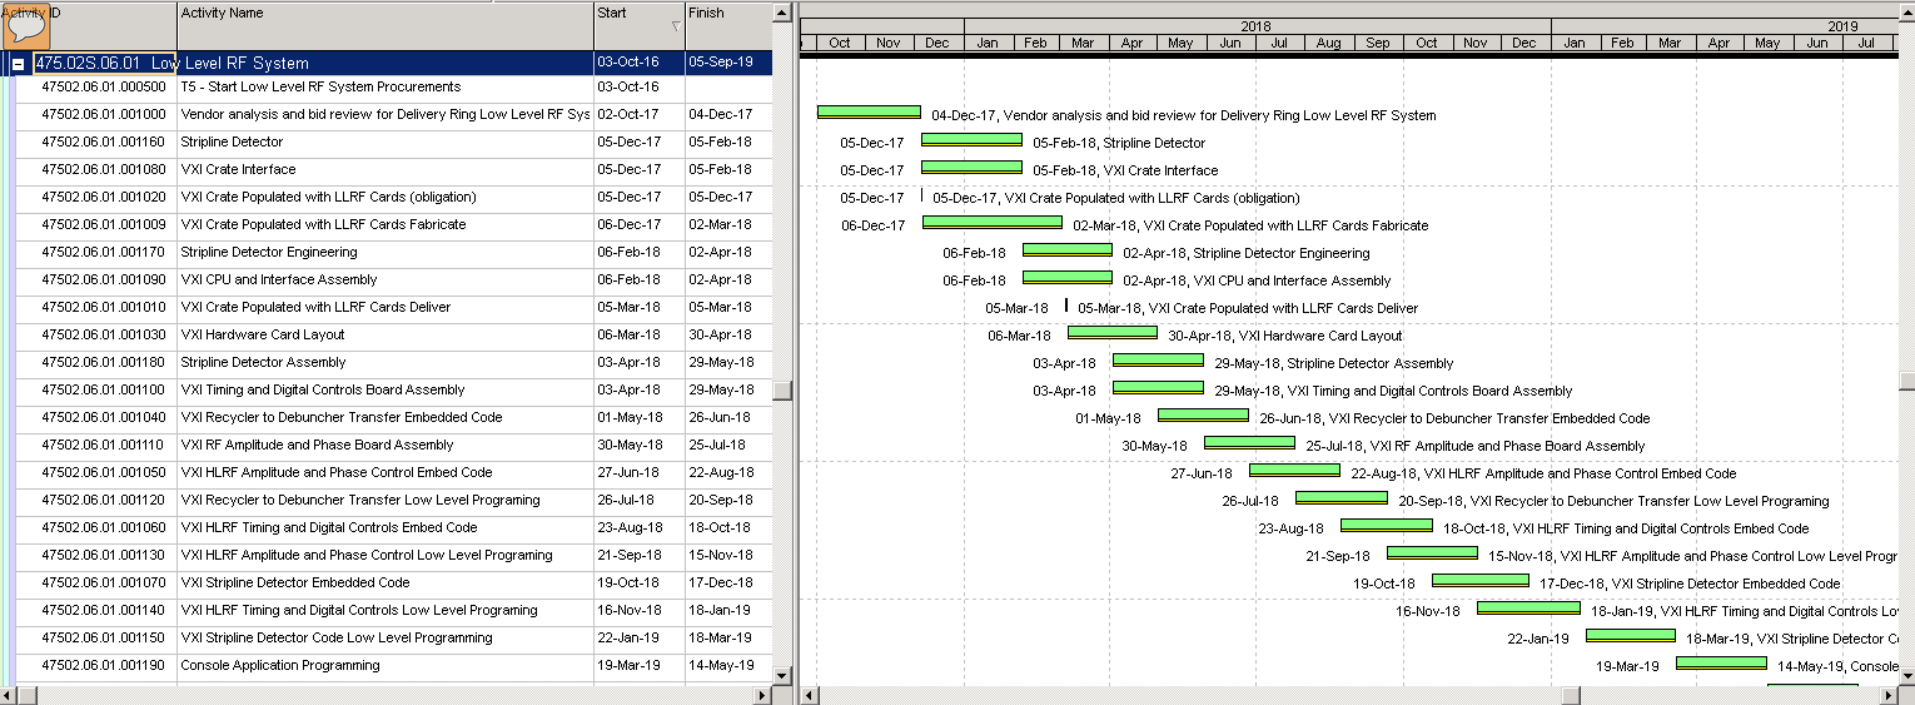 Activity ID Activity Name Start Finish
2018 2019
Oct Nov Dec Jan Feb Mar Apr May Jun Jul Aug Sep Oct Nov Dec Jan Feb Mar Apr May Jun Jul
475.02S.06.01 Low Level RF System 03-Oct-16 05-Sep-19
47502.06.01.000500 T5 - Start Low Level RF System Procurements 03-Oct-16
47502.06.01.001000 Vendor analysis and bid review for Delivery Ring Low Level RF Sys 02-Oct-17 04-Dec-17 04-Dec-17, Vendor analysis and bid review for Delivery Ring Low Level RF System
47502.06.01.001160 Stripline Detector 05-Dec-17 05-Feb-18 05-Dec-17 05-Feb-18, Stripline Detector
47502.06.01.001080 VXI Crate Interface 05-Dec-17 05-Feb-18 05-Dec-17 05-Feb-18, VXI Crate Interface
47502.06.01.001020 VXI Crate Populated with LLRF Cards (obligation) 05-Dec-17 05-Dec-17 05-Dec-17 05-Dec-17, VXI Crate Populated with LLRF Cards (obligation)
47502.06.01.001009 VXI Crate Populated with LLRF Cards Fabricate 06-Dec-17 02-Mar-18 06-Dec-17 02-Mar-18, VXI Crate Populated with LLRF Cards Fabricate
47502.06.01.001170 Stripline Detector Engineering 06-Feb-18 02-Apr-18 06-Feb-18 02-Apr-18, Stripline Detector Engineering
47502.06.01.001090 VXI CPU and Interface Assembly 06-Feb-18 02-Apr-18 06-Feb-18 02-Apr-18, VXI CPU and Interface Assembly
47502.06.01.001010 VXI Crate Populated with LLRF Cards Deliver 05-Mar-18 05-Mar-18 05-Mar-18 05-Mar-18, VXI Crate Populated with LLRF Cards Deliver
47502.06.01.001030 VXI Hardware Card Layout 06-Mar-18 30-Apr-18 06-Mar-18 30-Apr-18, VXI Hardware Card Layout
47502.06.01.001180 Stripline Detector Assembly 03-Apr-18 29-May-18 03-Apr-18 29-May-18, Stripline Detector Assembly
47502.06.01.001100 VXI Timing and Digital Controls Board Assembly 03-Apr-18 29-May-18 03-Apr-18 29-May-18, VXI Timing and Digital Controls Board Assembly
47502.06.01.001040 VXI Recycler to Debuncher Transfer Embedded Code 01-May-18 26-Jun-18 01-May-18 26-Jun-18, VXI Recycler to Debuncher Transfer Embedded Code
47502.06.01.001110 VXI RF Amplitude and Phase Board Assembly 30-May-18 25-Jul-18 30-May-18 25-Jul-18, VXI RF Amplitude and Phase Board Assembly
47502.06.01.001050 VXI HLRF Amplitude and Phase Control Embed Code 27-Jun-18 22-Aug-18 27-Jun-18 22-Aug-18, VXI HLRF Amplitude and Phase Control Embed Code
47502.06.01.001120 VXI Recycler to Debuncher Transfer Low Level Programing 26-Jul-18 20-Sep-18 26-Jul-18 20-Sep-18, VXI Recycler to Debuncher Transfer Low Level Programing
47502.06.01.001060 VXI HLRF Timing and Digital Controls Embed Code 23-Aug-18 18-Oct-18 23-Aug-18 18-Oct-18, VXI HLRF Timing and Digital Controls Embed Code
47502.06.01.001130 VXI HLRF Amplitude and Phase Control Low Level Programing 21-Sep-18 15-Nov-18 21-Sep-18 15-Nov-18, VXI HLRF Amplitude and Phase Control Low Level Progr
47502.06.01.001070 VXI Stripline Detector Embedded Code 19-Oct-18 17-Dec-18 19-Oct-18 17-Dec-18, VXI Stripline Detector Embedded Code
47502.06.01.001140 VXI HLRF Timing and Digital Controls Low Level Programing 16-Nov-18 18-Jan-19 16-Nov-18 18-Jan-19, VXI HLRF Timing and Digital Controls Lo
47502.06.01.001150 VXI Stripline Detector Code Low Level Programming 22-Jan-19 18-Mar-19 22-Jan-19 18-Mar-19, VXI Stripline Detector C
47502.06.01.001190 Console Application Programming 19-Mar-19 14-May-19 19-Mar-19 14-May-19, Console